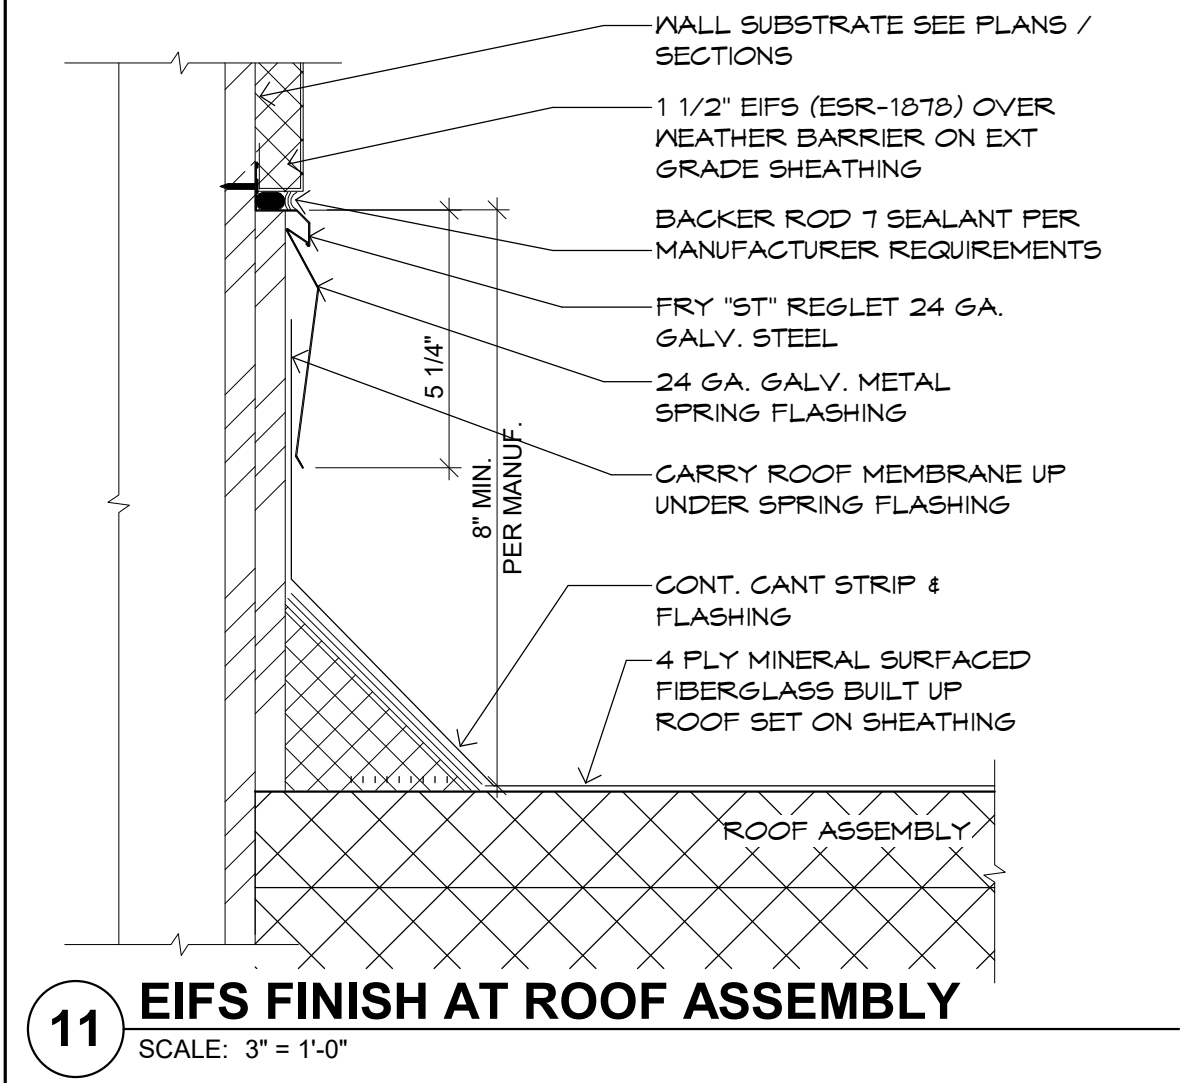 WALL SUBSTRATE SEE PLANS /
SECTIONS
1 1/2" EIFS (ESR-1878) OVER
WEATHER BARRIER ON EXT
GRADE SHEATHING
BACKER ROD 7 SEALANT PER
MANUFACTURER REQUIREMENTS
FRY "ST" REGLET 24 GA.
GALV. STEEL
24 GA. GALV. METAL
SPRING FLASHING
5 1/4"
8" MIN.
PER MANUF.
CARRY ROOF MEMBRANE UP
UNDER SPRING FLASHING
CONT. CANT STRIP &
FLASHING
4 PLY MINERAL SURFACED
FIBERGLASS BUILT UP
ROOF SET ON SHEATHING
ROOF ASSEMBLY
11 EIFS FINISH AT ROOF ASSEMBLY
SCALE: 3" = 1'-0"